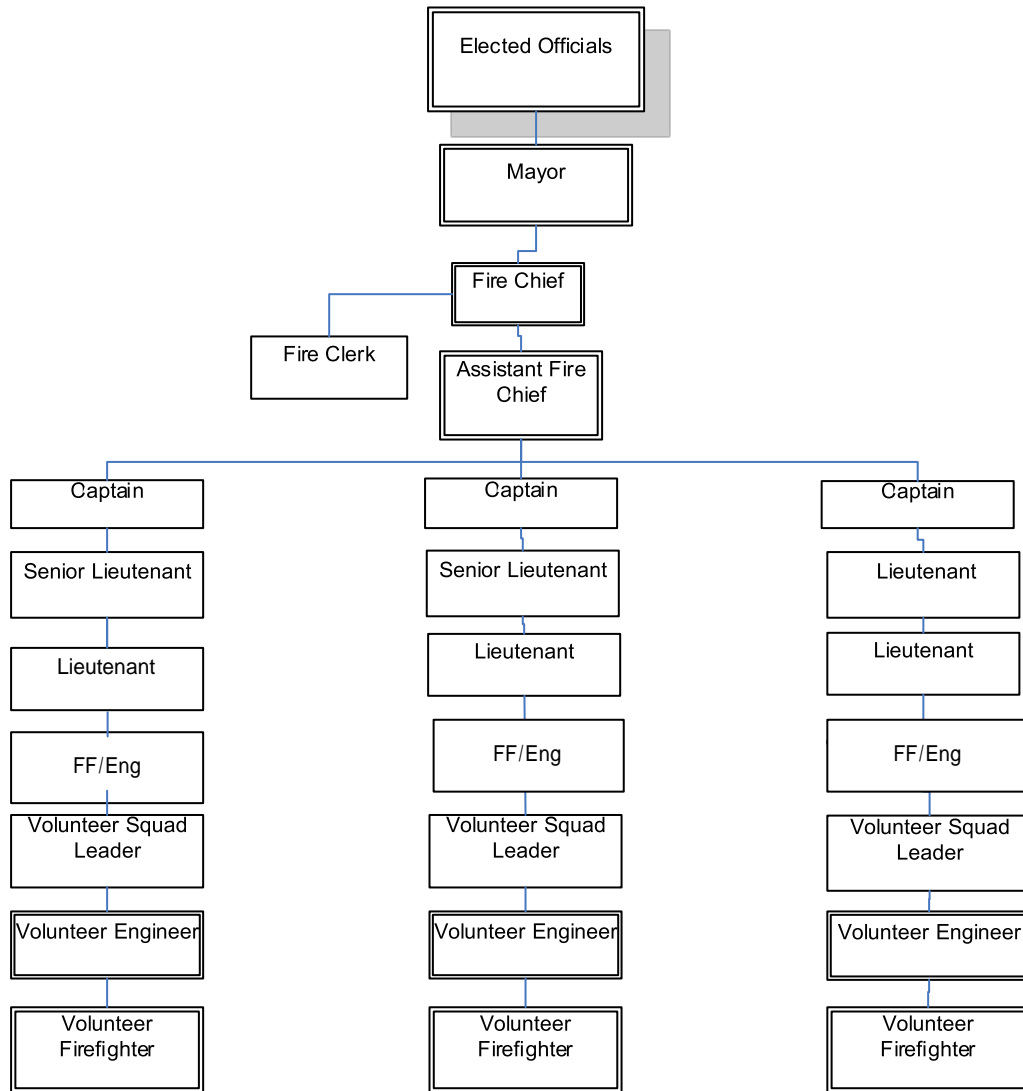 Elected Officials
Mayor
Fire Chief
Fire Clerk
Assistant Fire
Chief
Captain
Captain
Captain
Senior Lieutenant
Senior Lieutenant
Lieutenant
Lieutenant
Lieutenant
Lieutenant
FF/Eng
FF/Eng
FF/Eng
Volunteer Squad
Leader
Volunteer Squad
Leader
Volunteer Squad
Leader
Volunteer Engineer
Volunteer Engineer
Volunteer Engineer
Volunteer
Firefighter
Volunteer
Firefighter
Volunteer
Firefighter